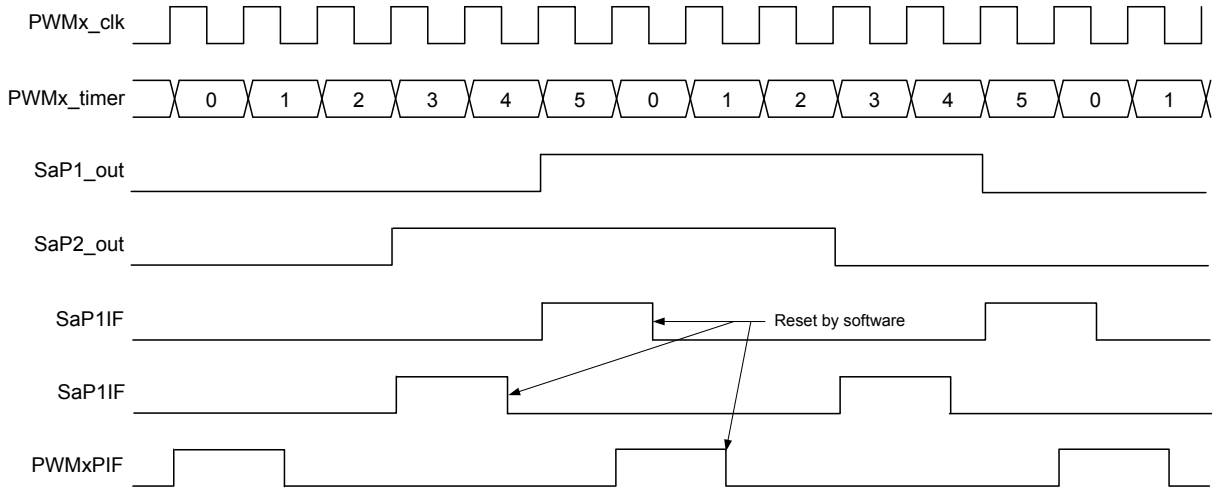 PWMx_clk
PWMx_timer 0 1 2 3 4 5 0 1 2 3 4 5 0 1
SaP1_out
SaP2_out
SaP1IF Reset by software
SaP1IF
PWMxPIF